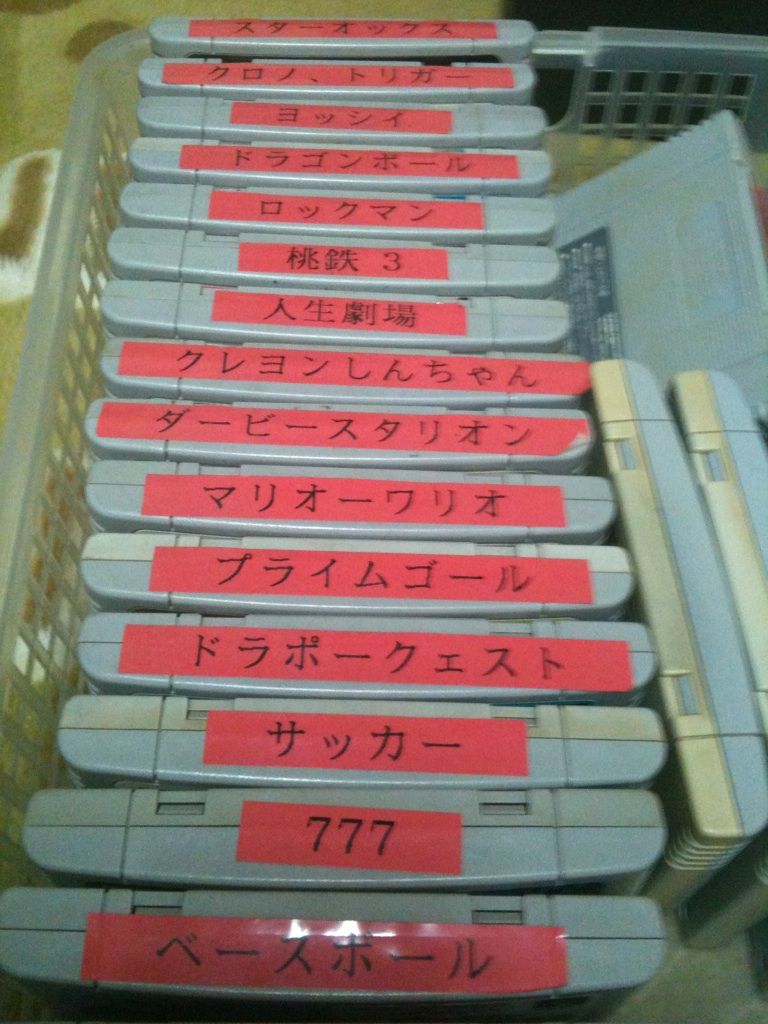 スターオックス
クロノ、トリガー
ヨッシイ
ドラゴンボール
ロックマン
桃鉄 3
人生劇場
クレヨンしんちゃん
ダービースタリオン
マリオーワリオ
プライムゴール
ドラポークェスト
サッカー
777
ベースボール